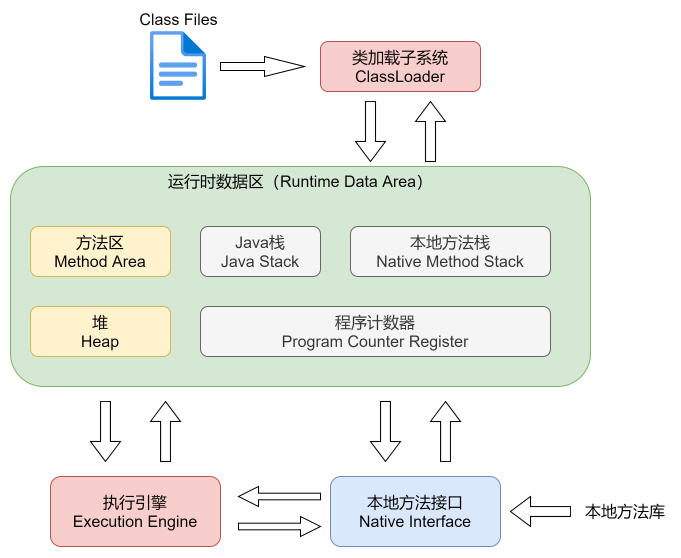 Class Files
类加载子系统
ClassLoader
运行时数据区（Runtime Data Area）
方法区
Method Area
Java栈
Java Stack
本地方法栈
Native Method Stack
堆
Heap
程序计数器
Program Counter Register
执行引擎
Execution Engine
本地方法接口
Native Interface
本地方法库